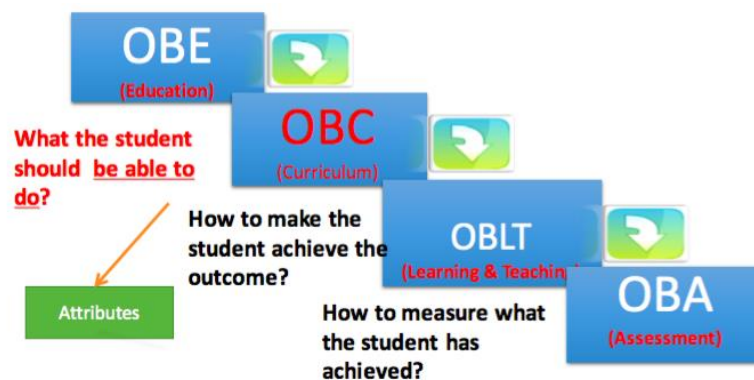 OBE
(Education)
OBC
(Curriculum)
What the student
should be able to
do?
How to make the
student achieve the
outcome?
OBLT
(Learning & Teaching)
Attributes
How to measure what
the student has
achieved?
OBA
(Assessment)